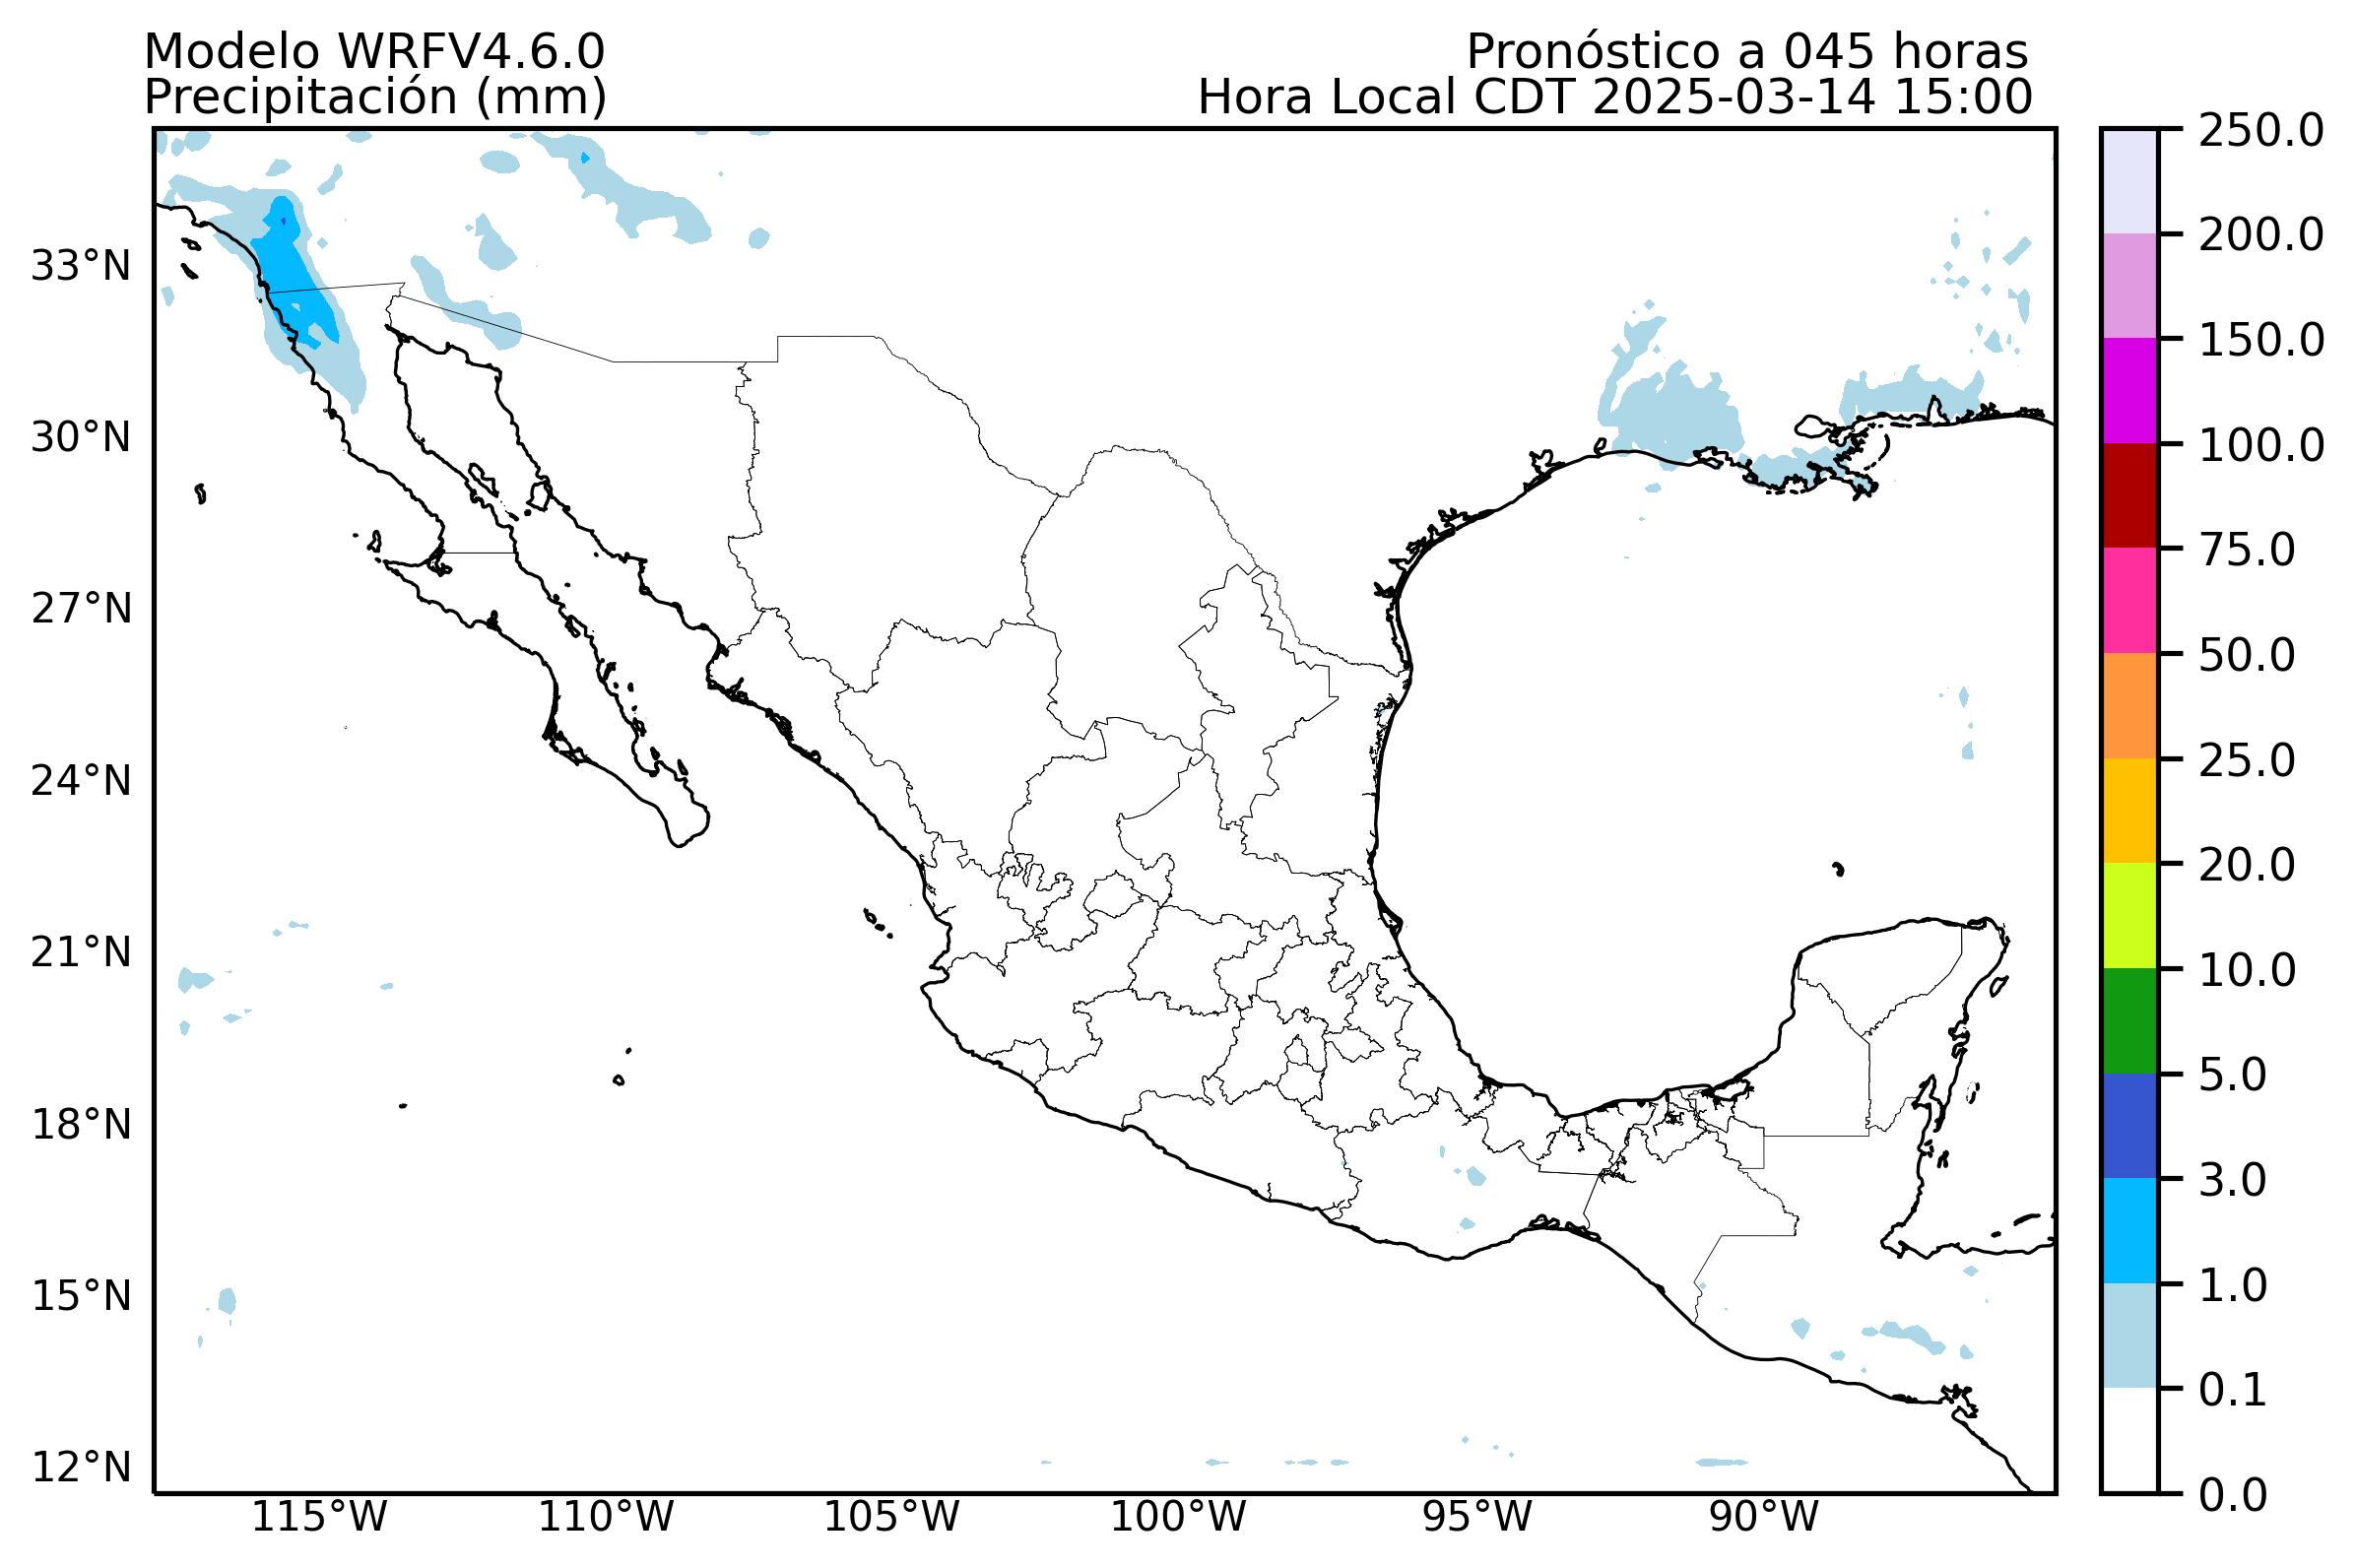 Modelo WRFV4.6.0
Precipitación (mm)
Pronóstico a 045 horas
Hora Local CDT 2025-03-14 15:00
33°N
30°N
27°N
24°N
21°N
18°N
15°N
12°N
115°W
110°W
105°W
100°W
95°W
90°W
250.0
200.0
150.0
100.0
75.0
50.0
25.0
20.0
10.0
5.0
3.0
1.0
0.1
0.0